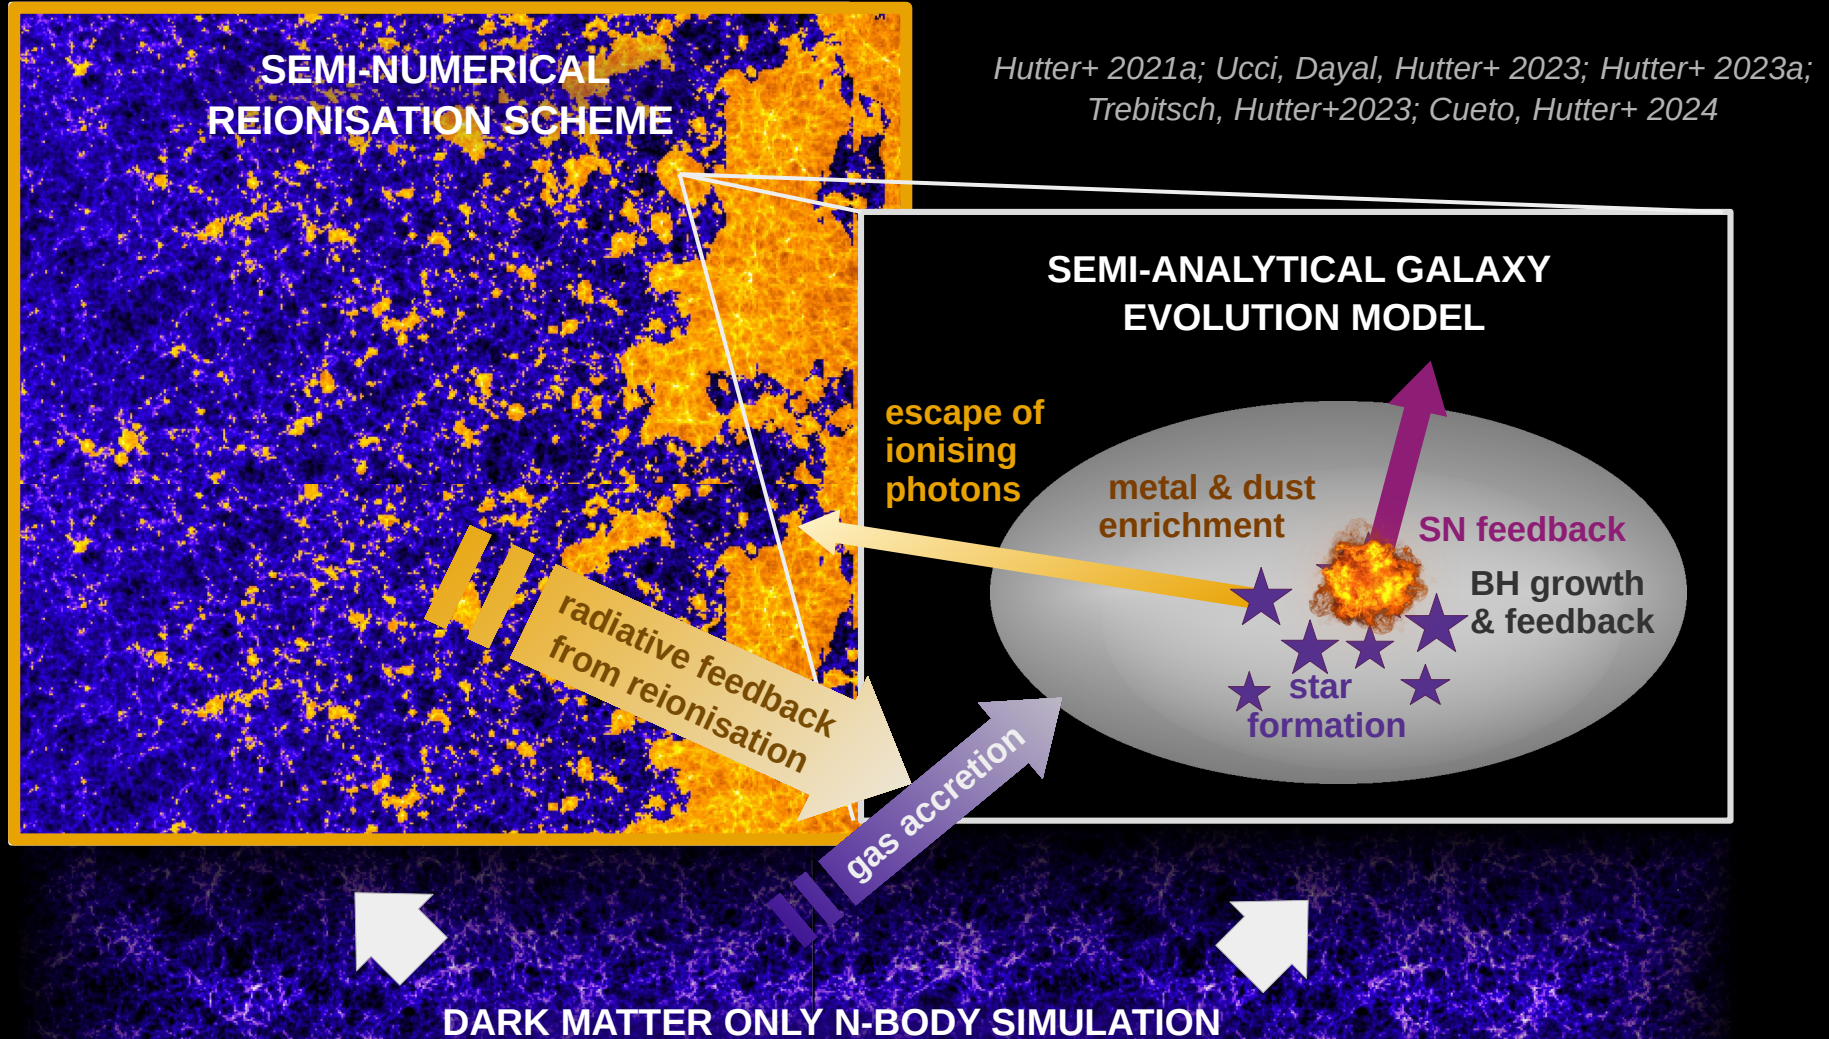 SEMI-NUMERICAL
REIONISATION SCHEME
Hutter+ 2021a; Ucci, Dayal, Hutter+ 2023; Hutter+ 2023a;
Trebitsch, Hutter+2023; Cueto, Hutter+ 2024
SEMI-ANALYTICAL GALAXY
EVOLUTION MODEL
escape of
ionising
photons
metal & dust
enrichment
SN feedback
BH growth
& feedback
star
formation
radiative feedback
from reionisation
gas accretion
DARK MATTER ONLY N-BODY SIMULATION